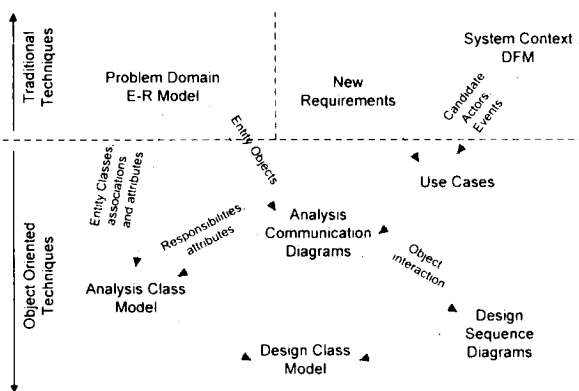 Traditional
Techniques
Problem Domain
E-R Model
New
Requirements
System Context
DFM
Candidate
Actors,
Events
Entity Objects
Use Cases
Object Oriented
Techniques
Entity Classes,
associations
and attributes
Responsibilities,
attributes
Analysis
Communication
Diagrams
Object
interaction
Analysis Class
Model
Design
Sequence
Diagrams
Design Class
Model